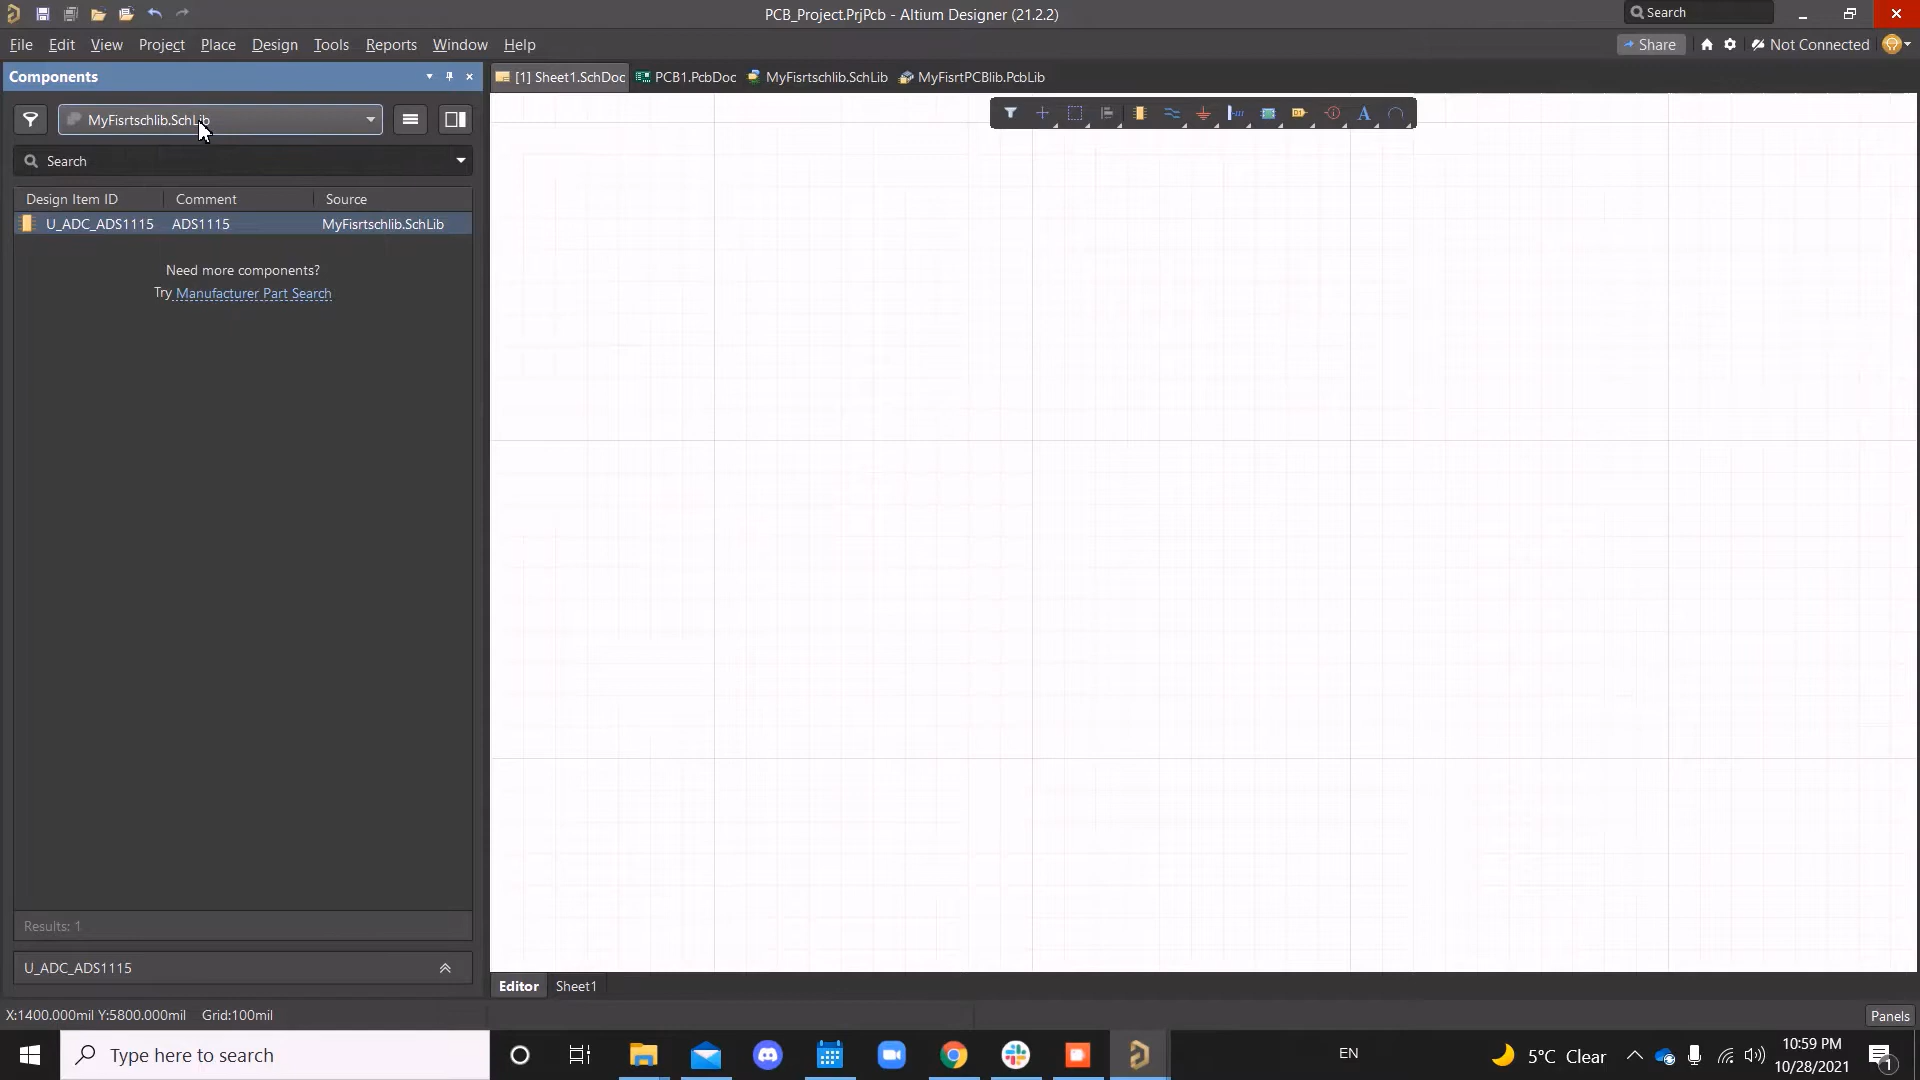 PCB_Project.PrjPcb - Altium Designer (21.2.2)
Search
File Edit View Project Place Design Tools Reports Window Help
Share
Not Connected
Components
[1] Sheet1.SchDoc
PCB1.PcbDoc
MyFisrtschlib.SchLib
MyFisrtPCBlib.PcbLib
MyFisrtschlib.SchLib
Search
Design Item ID Comment Source
U_ADC_ADS1115 ADS1115 MyFisrtschlib.SchLib
Need more components?
Try Manufacturer Part Search
Results: 1
U_ADC_ADS1115
Editor Sheet1
X:1400.000mil Y:5800.000mil Grid:100mil
Panels
Type here to search
EN
5°C Clear
10:59 PM
10/28/2021
1